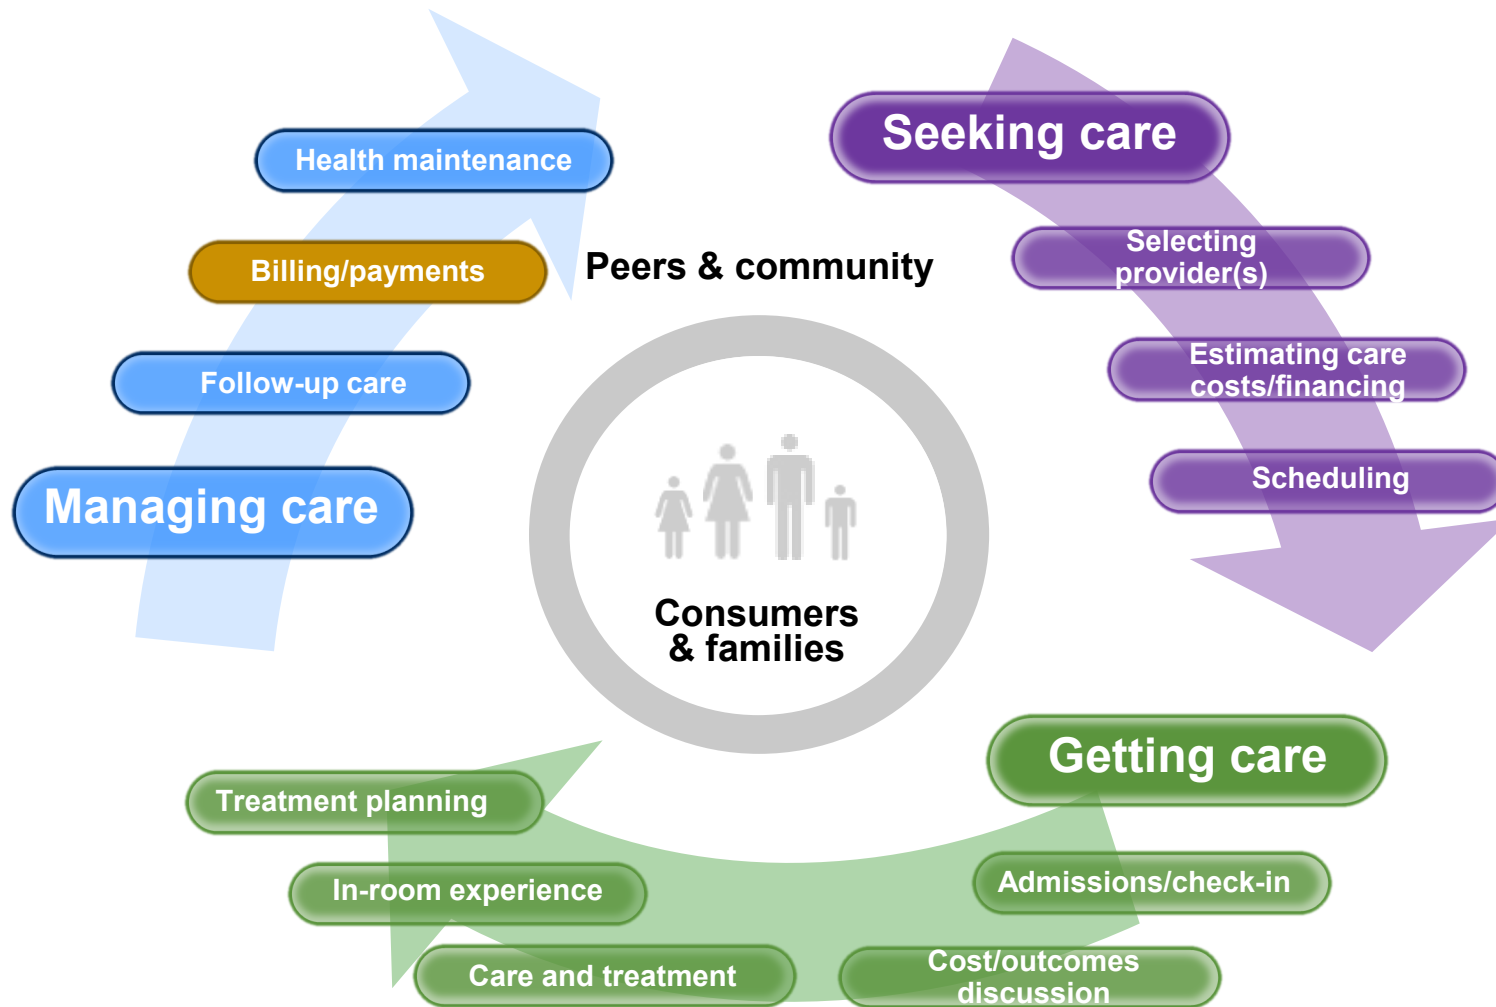 Seeking care
Selecting
provider(s)
Estimating care
costs/financing
Scheduling
Getting care
Admissions/check-in
Cost/outcomes
discussion
Care and treatment
In-room experience
Treatment planning
Managing care
Follow-up care
Billing/payments
Health maintenance
Peers & community
Consumers
& families